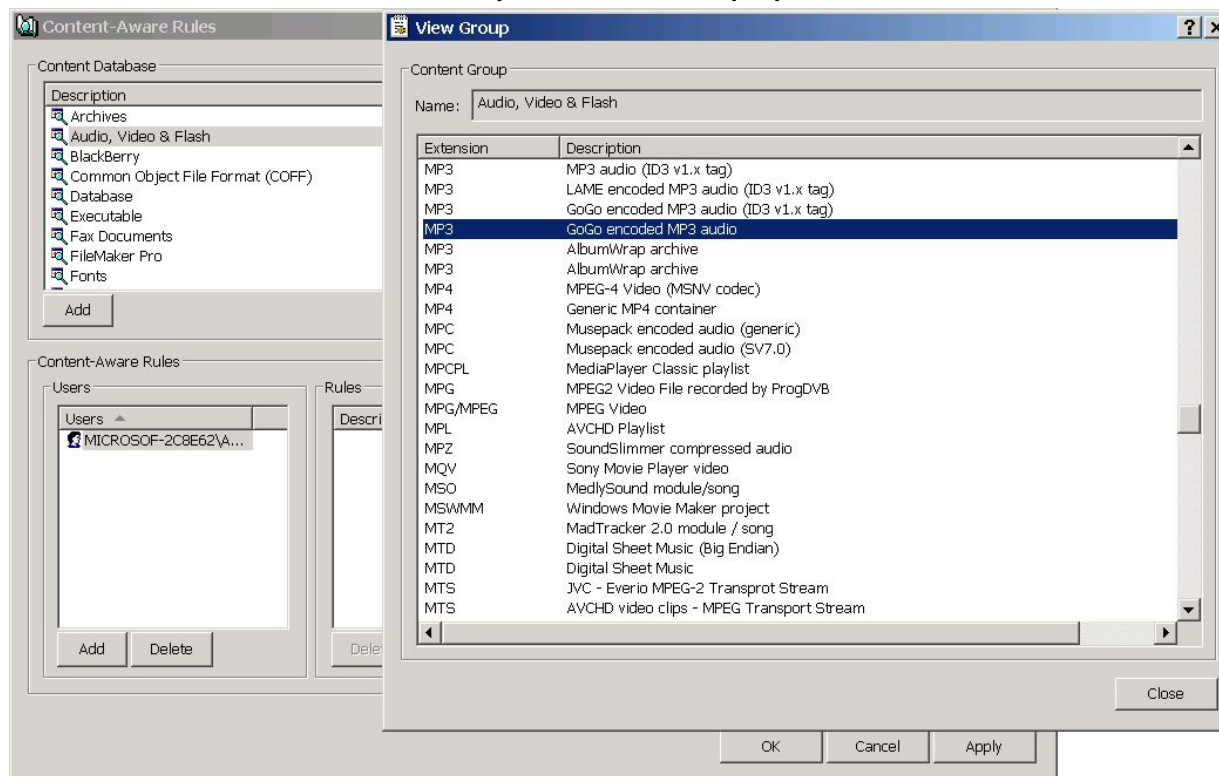 Content-Aware Rules
Content Database
Description
Archives
Audio, Video & Flash
BlackBerry
Common Object File Format (COFF)
Database
Executable
Fax Documents
FileMaker Pro
Fonts
Add
Content-Aware Rules
Users
Users
MICROSOF-2C8E62\A...
Add Delete
Rules
Descri
Dele
OK Cancel Apply
View Group
Content Group
Name: Audio, Video & Flash
Extension Description
MP3 MP3 audio (ID3 v1.x tag)
MP3 LAME encoded MP3 audio (ID3 v1.x tag)
MP3 GoGo encoded MP3 audio (ID3 v1.x tag)
MP3 GoGo encoded MP3 audio
MP3 AlbumWrap archive
MP3 AlbumWrap archive
MP4 MPEG-4 Video (MSNV codec)
MP4 Generic MP4 container
MPC Musepack encoded audio (generic)
MPC Musepack encoded audio (SV7.0)
MPCPL MediaPlayer Classic playlist
MPG MPEG2 Video File recorded by ProgDVB
MPG/MPEG MPEG Video
MPL AVCHD Playlist
MPZ SoundSlimmer compressed audio
MQV Sony Movie Player video
MSO MedlySound module/song
MSWMM Windows Movie Maker project
MT2 MadTracker 2.0 module / song
MTD Digital Sheet Music (Big Endian)
MTD Digital Sheet Music
MTS JVC - Everio MPEG-2 Transprot Stream
MTS AVCHD video clips - MPEG Transport Stream
Close